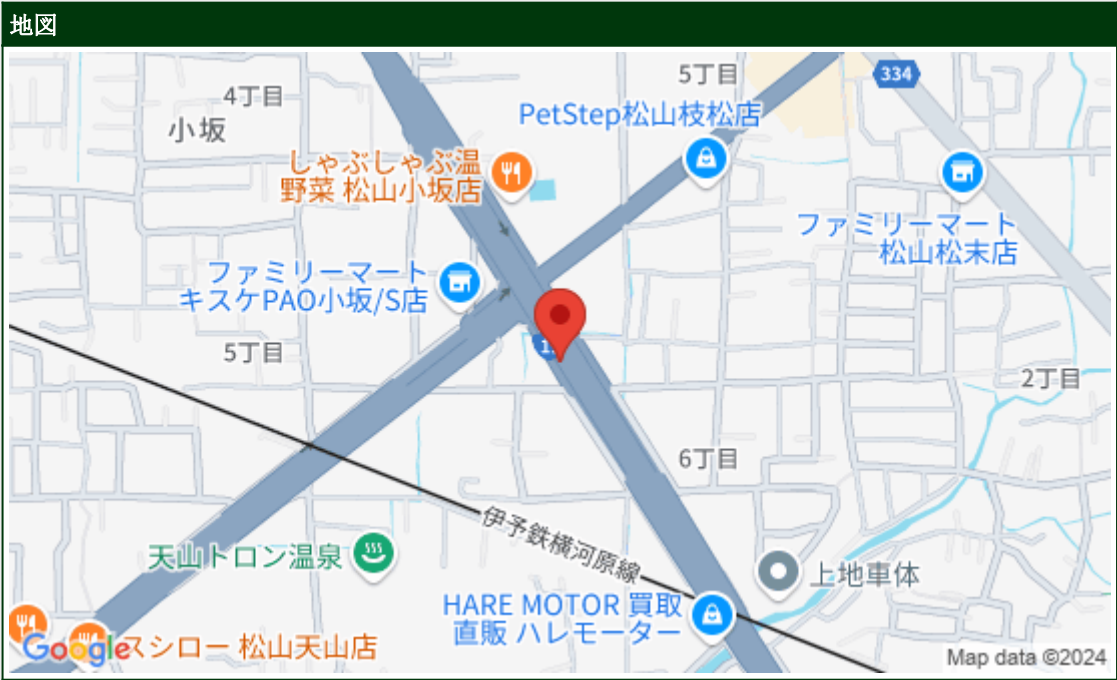 地図
4丁目
小坂
5丁目
334
PetStep松山枝松店
しゃぶしゃぶ温
野菜 松山小坂店
ファミリーマート
松山松末店
ファミリーマート
キスケPAO小坂/S店
5丁目
2丁目
6丁目
伊予鉄横河原線
天山トロン温泉
上地車体
HARE MOTOR 買取
直販 ハレモーター
スシロー 松山天山店
Google
Map data ©2024